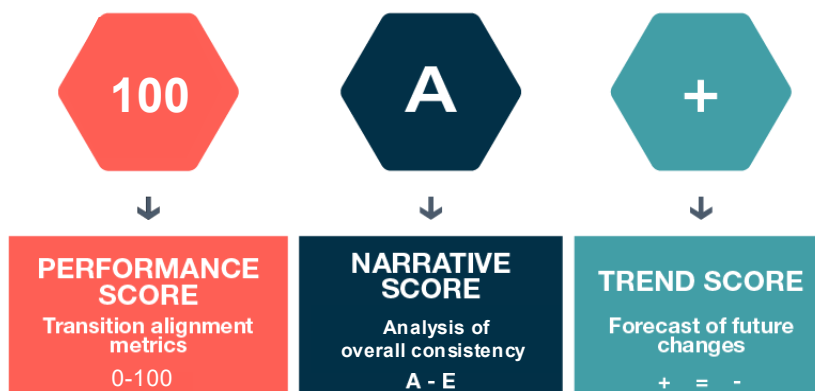 100
A
+
PERFORMANCE
SCORE
Transition alignment
metrics
0-100
NARRATIVE
SCORE
Analysis of
overall consistency
A - E
TREND SCORE
Forecast of future
changes
+ = -